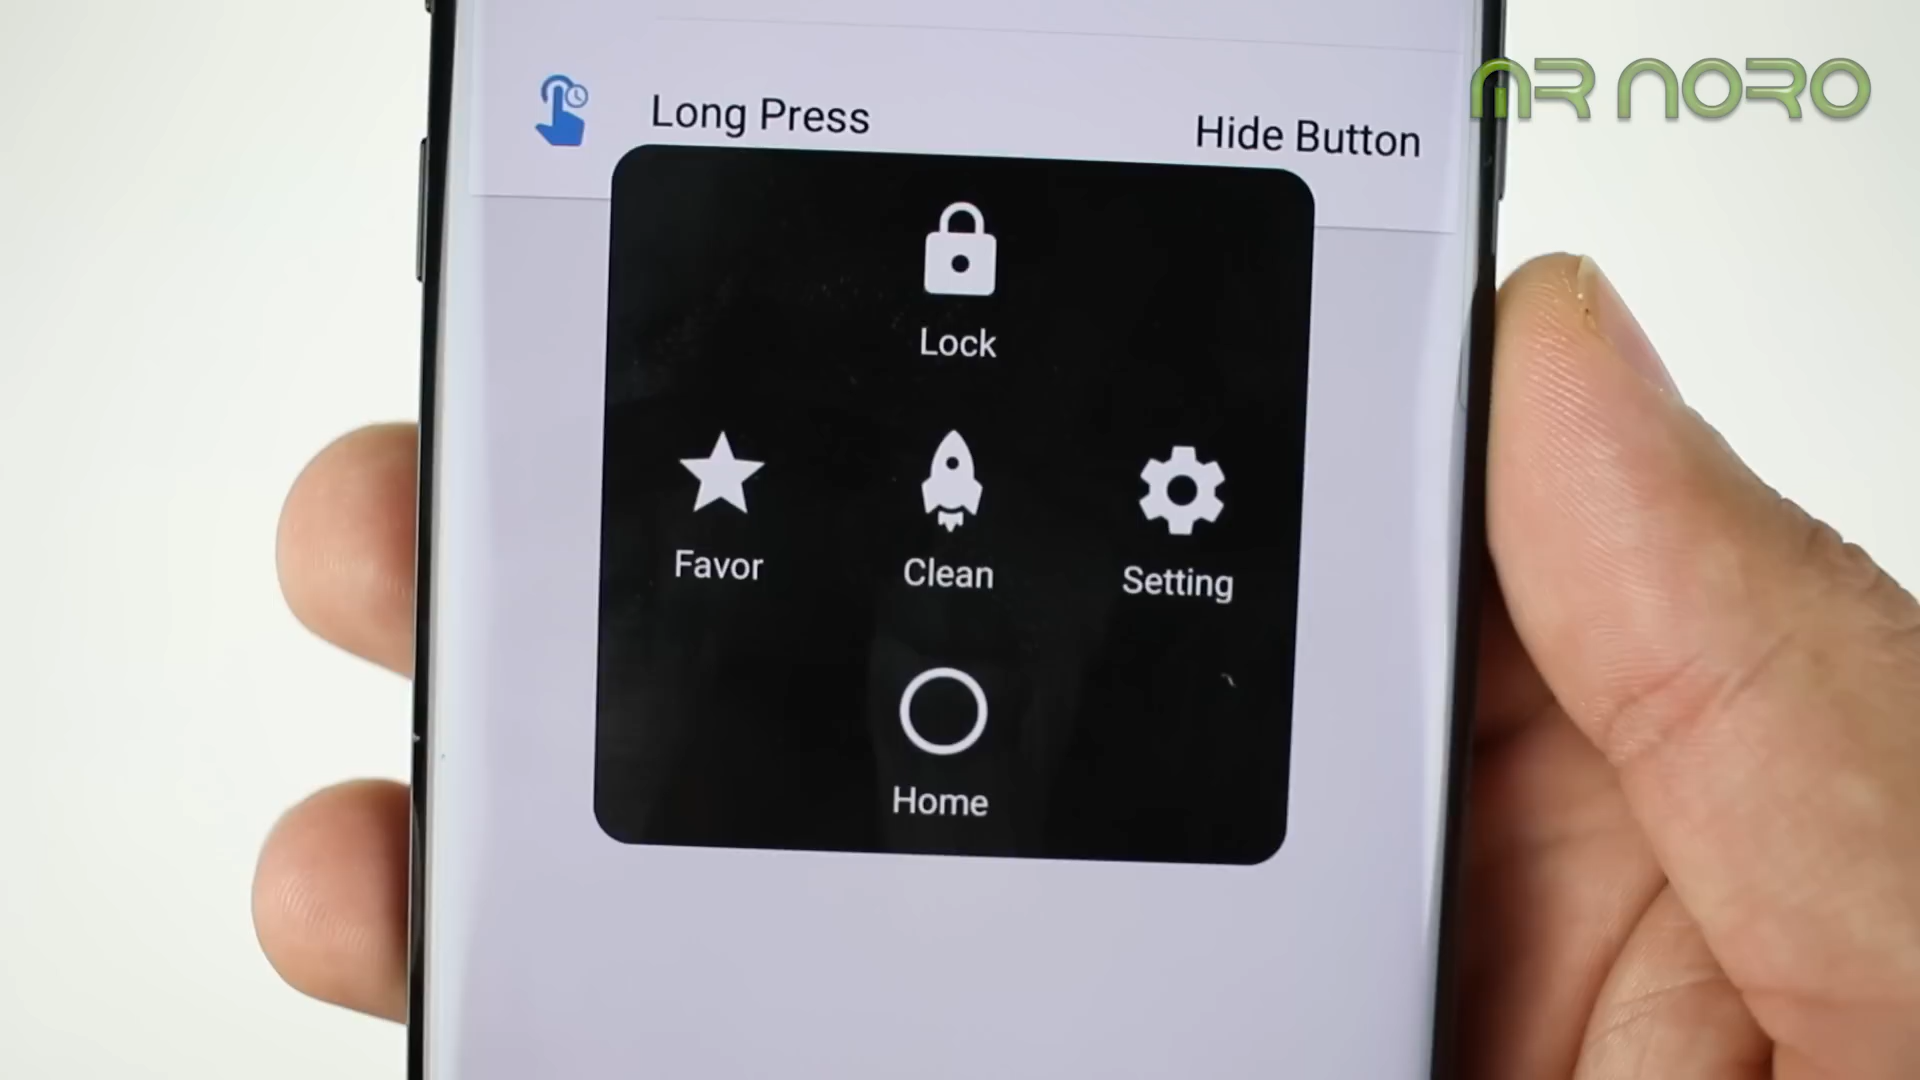 MR NORO
Long Press
Hide Button
Lock
Favor
Clean
Setting
Home